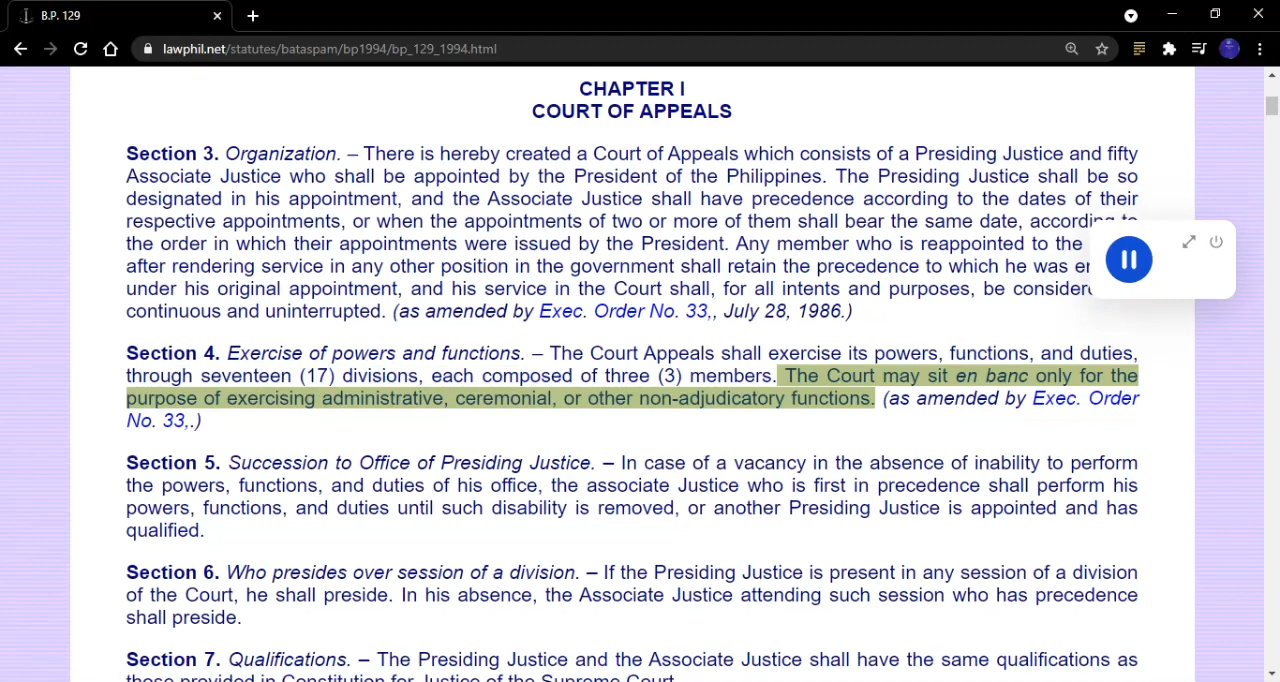 B.P. 129
lawphil.net/statutes/bataspam/bp1994/bp_129_1994.html
CHAPTER I
COURT OF APPEALS
Section 3. Organization. – There is hereby created a Court of Appeals which consists of a Presiding Justice and fifty
Associate Justice who shall be appointed by the President of the Philippines. The Presiding Justice shall be so
designated in his appointment, and the Associate Justice shall have precedence according to the dates of their
respective appointments, or when the appointments of two or more of them shall bear the same date, according to
the order in which their appointments were issued by the President. Any member who is reappointed to the
after rendering service in any other position in the government shall retain the precedence to which he was
under his original appointment, and his service in the Court shall, for all intents and purposes, be
continuous and uninterrupted. (as amended by Exec. Order No. 33,, July 28, 1986.)
Section 4. Exercise of powers and functions. – The Court Appeals shall exercise its powers, functions, and duties,
through seventeen (17) divisions, each composed of three (3) members. The Court may sit en banc only for the
purpose of exercising administrative, ceremonial, or other non-adjudicatory functions. (as amended by Exec. Order
No. 33,.)
Section 5. Succession to Office of Presiding Justice. – In case of a vacancy in the absence of inability to perform
the powers, functions, and duties of his office, the associate Justice who is first in precedence shall perform his
powers, functions, and duties until such disability is removed, or another Presiding Justice is appointed and has
qualified.
Section 6. Who presides over session of a division. – If the Presiding Justice is present in any session of a division
of the Court, he shall preside. In his absence, the Associate Justice attending such session who has precedence
shall preside.
Section 7. Qualifications. – The Presiding Justice and the Associate Justice shall have the same qualifications as
those provided in Constitution for Justice of the Supreme Court.